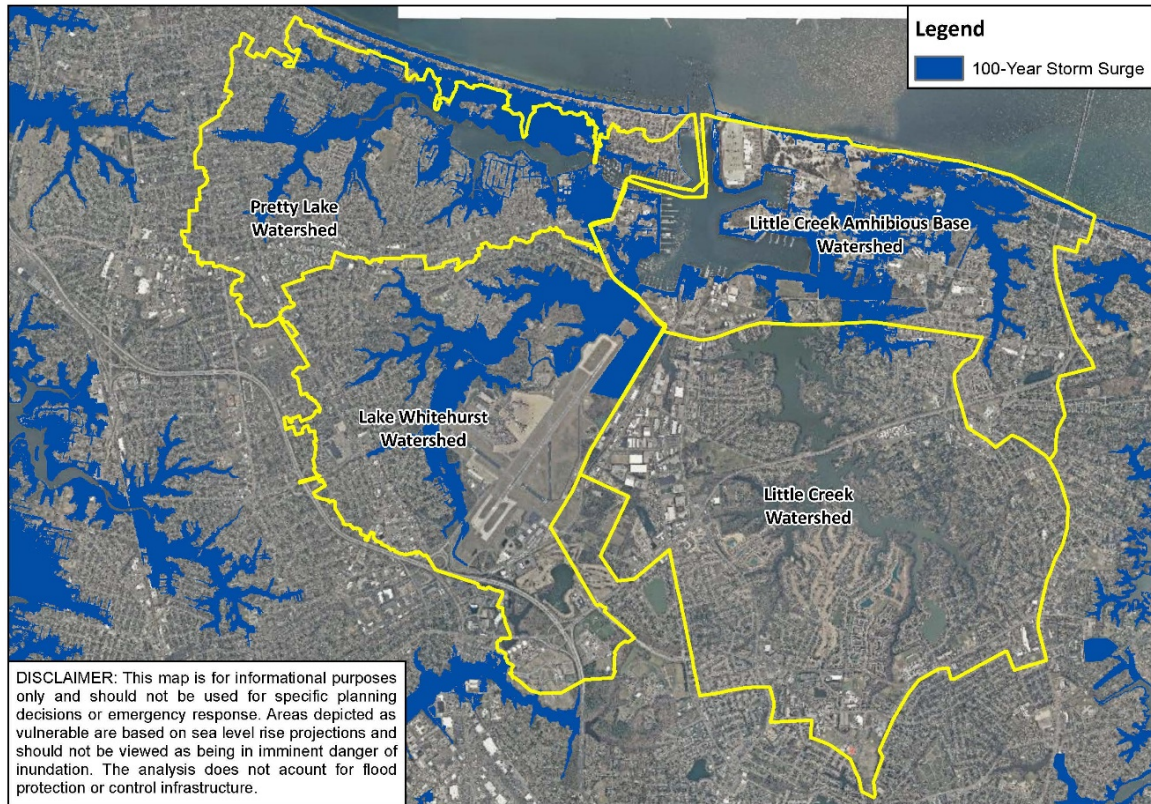 Legend
100-Year Storm Surge
Pretty Lake
Watershed
Little Creek Amhibious Base
Watershed
Lake Whitehurst
Watershed
Little Creek
Watershed
DISCLAIMER: This map is for informational purposes
only and should not be used for specific planning
decisions or emergency response. Areas depicted as
vulnerable are based on sea level rise projections and
should not be viewed as being in imminent danger of
inundation. The analysis does not acount for flood
protection or control infrastructure.